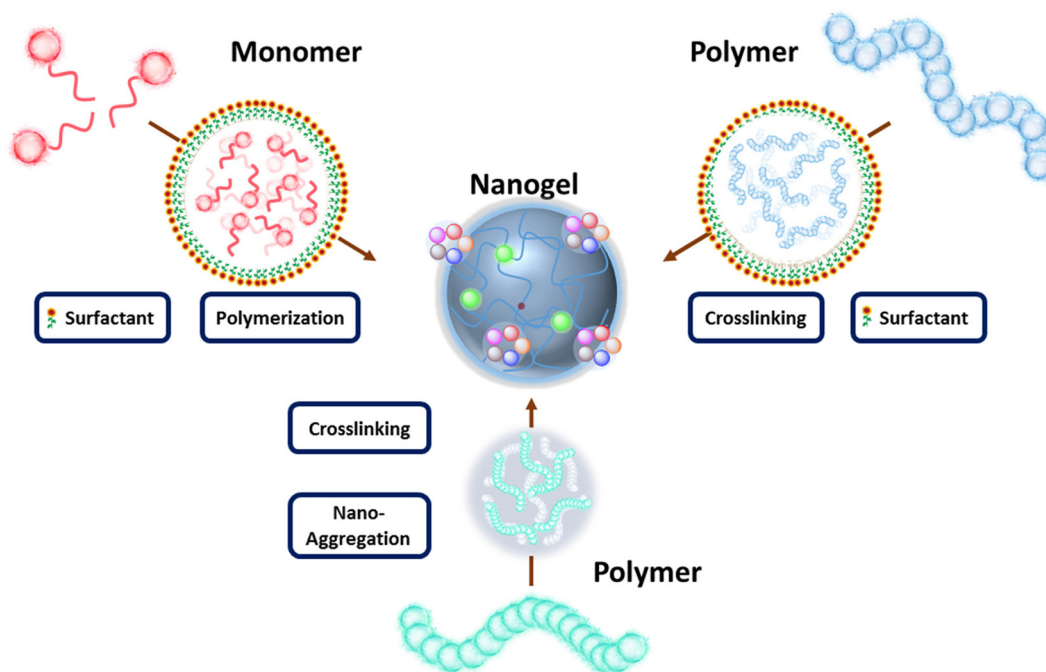 Monomer
Polymer
Nanogel
Surfactant
Polymerization
Crosslinking
Surfactant
Crosslinking
Nano-
Aggregation
Polymer